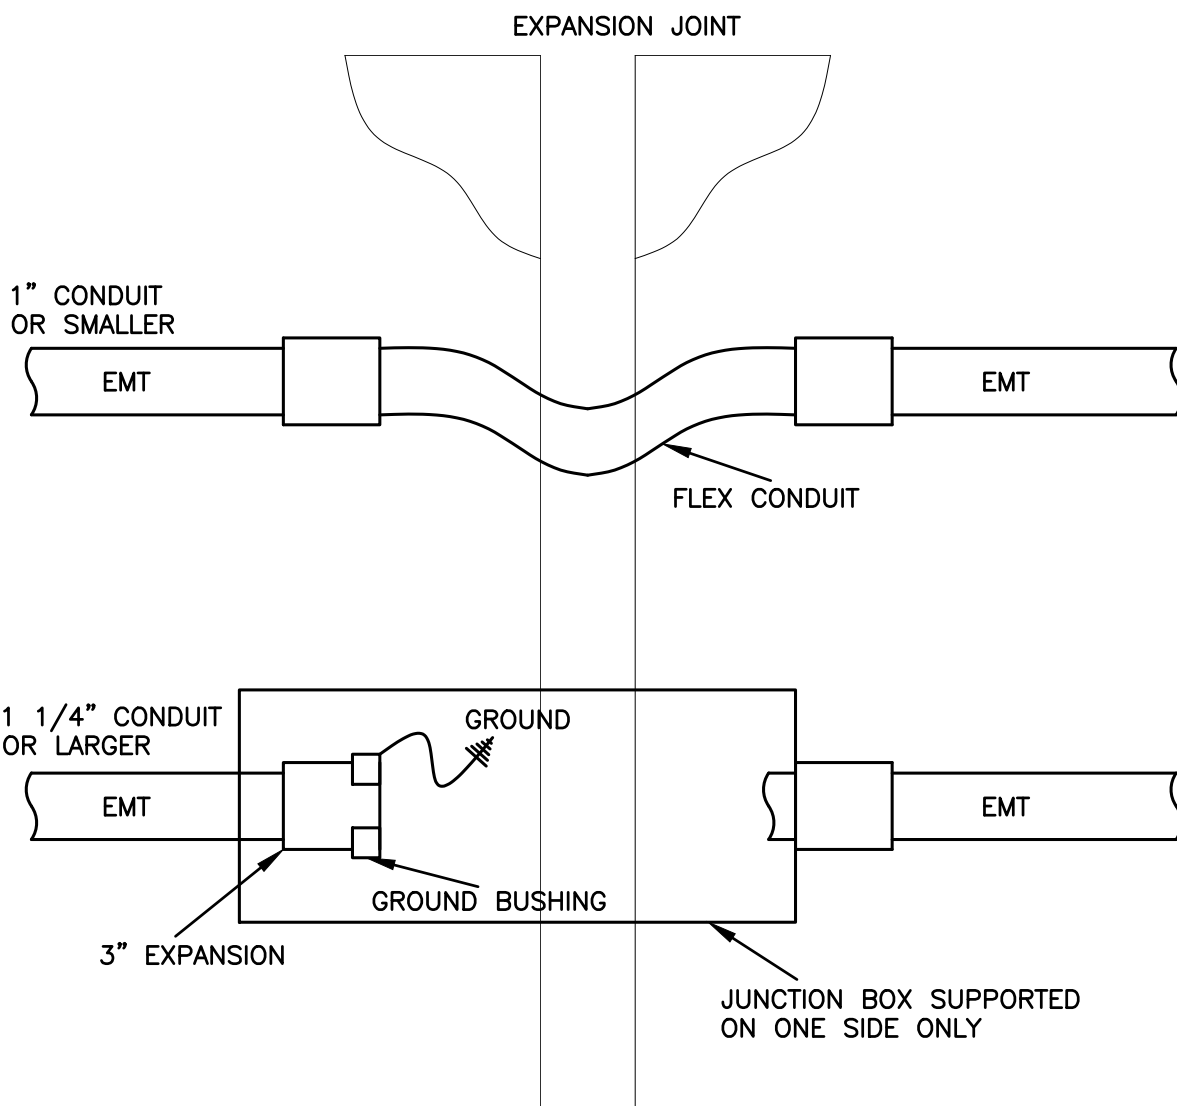 EXPANSION JOINT
1" CONDUIT
OR SMALLER
EMT
EMT
FLEX CONDUIT
1 1/4" CONDUIT
OR LARGER
GROUND
EMT
EMT
GROUND BUSHING
3" EXPANSION
JUNCTION BOX SUPPORTED
ON ONE SIDE ONLY